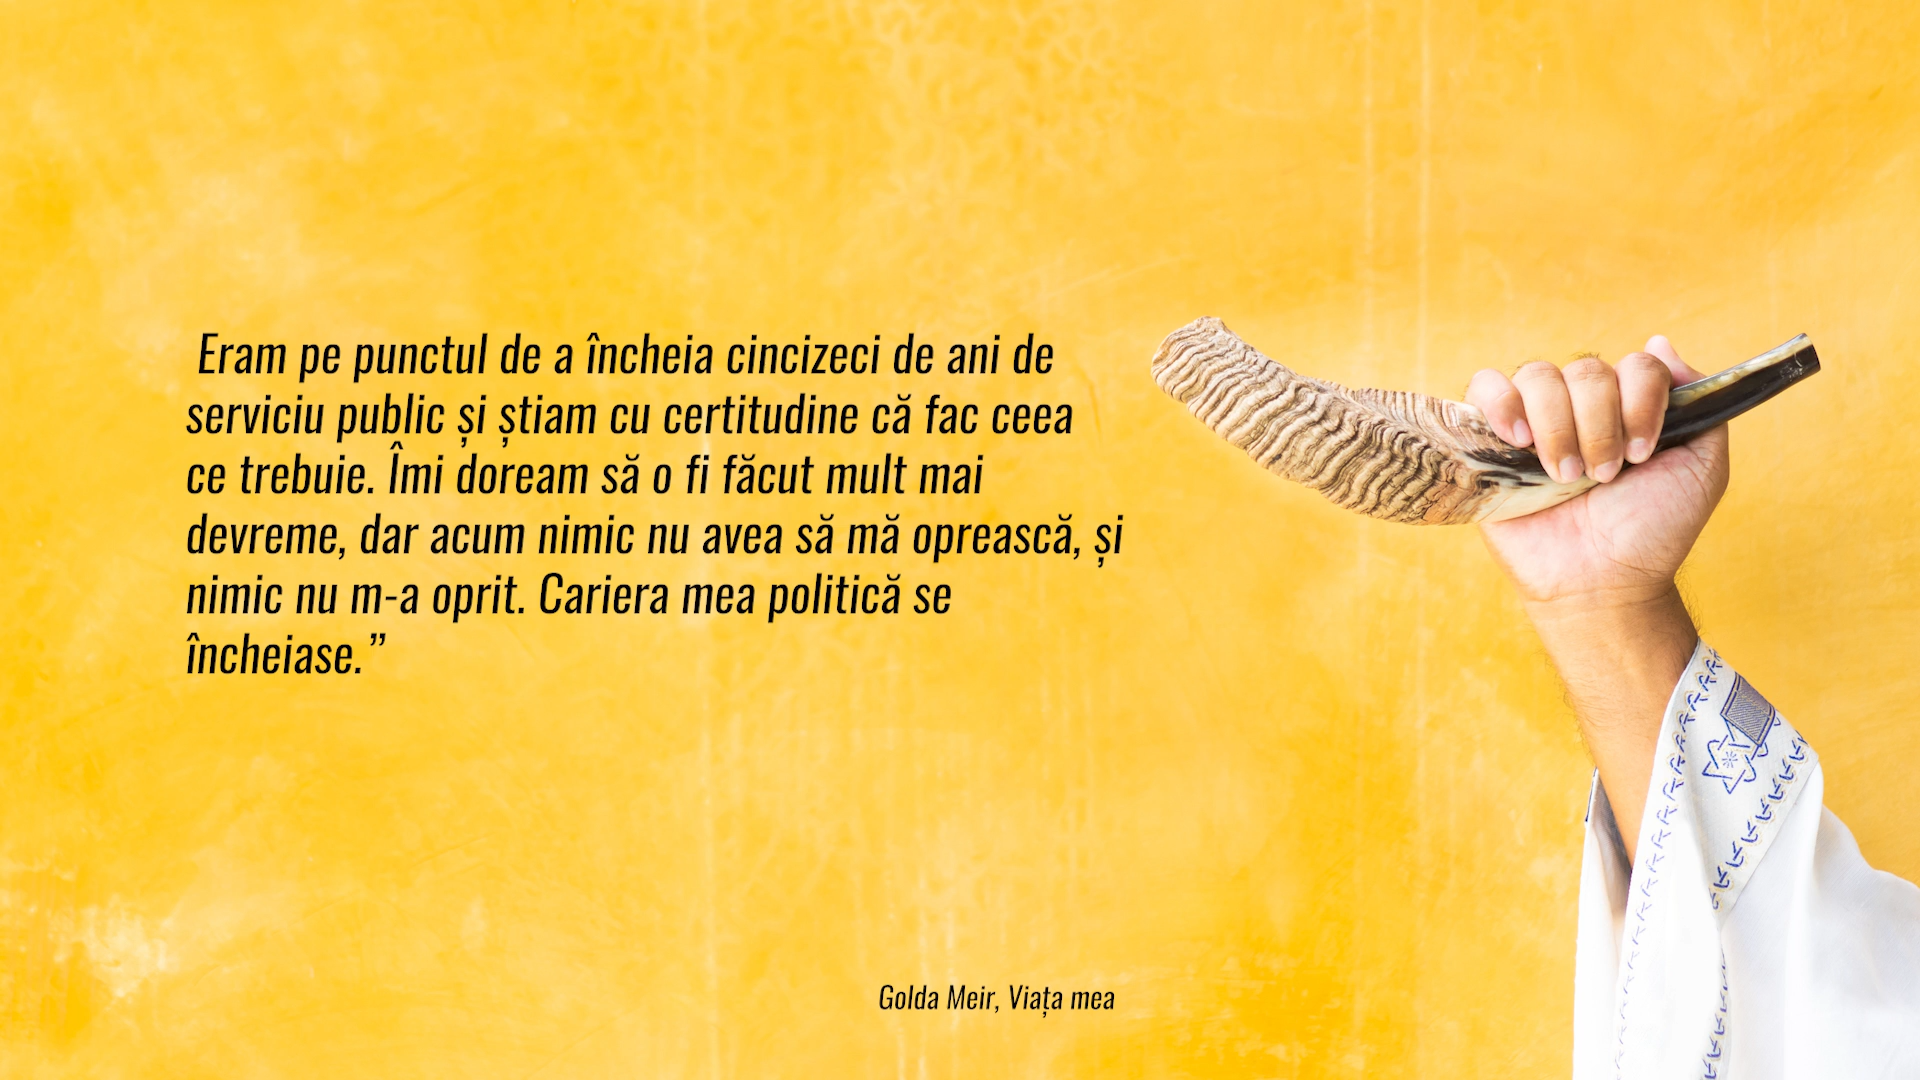 Eram pe punctul de a încheia cincizeci de ani de
serviciu public și știam cu certitudine că fac ceea
ce trebuie. Îmi doream să o fi făcut mult mai
devreme, dar acum nimic nu avea să mă oprească, și
nimic nu m-a oprit. Cariera mea politică se
încheiase.”
Golda Meir, Viața mea